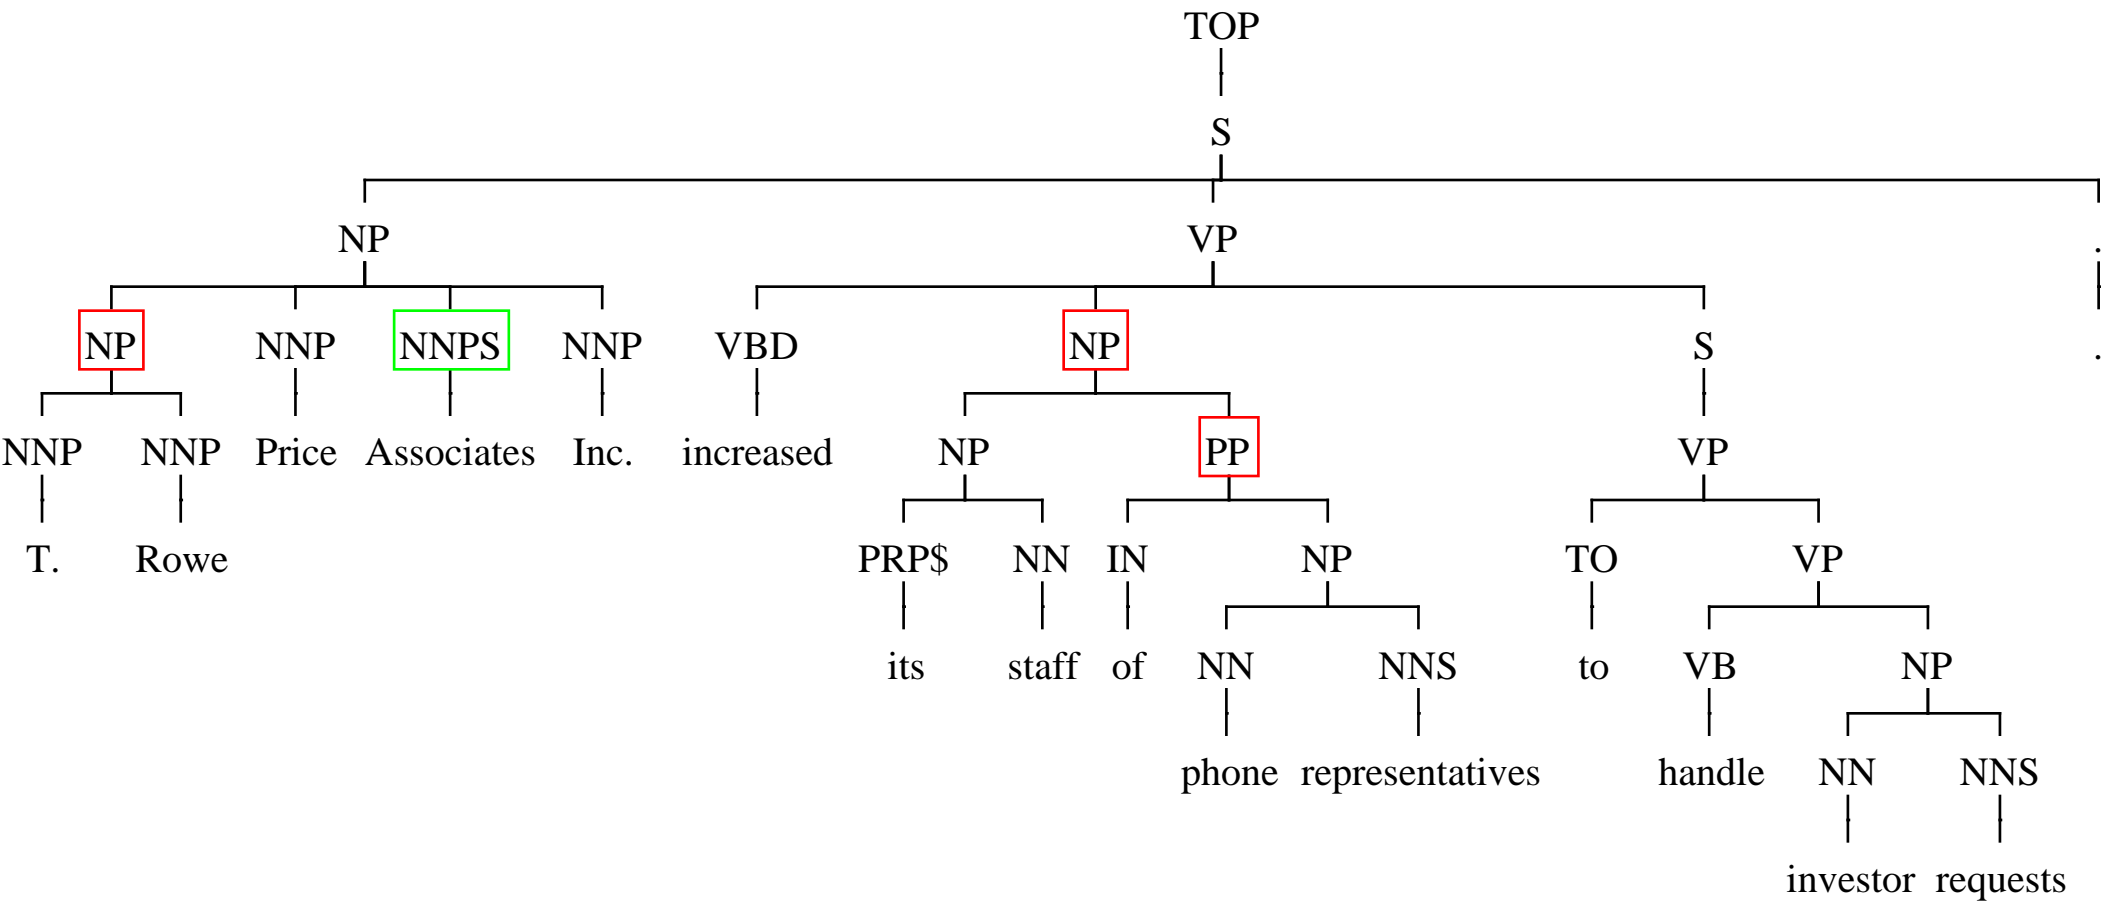 TOP
S
NP VP .
NP NNP NNPS NNP VBD NP S .
NNP NNP Price Associates Inc. increased NP PP VP
T. Rowe PRP$ NN IN NP TO VP
its staff of NN NNS to VB NP
phone representatives handle NN NNS
investor requests